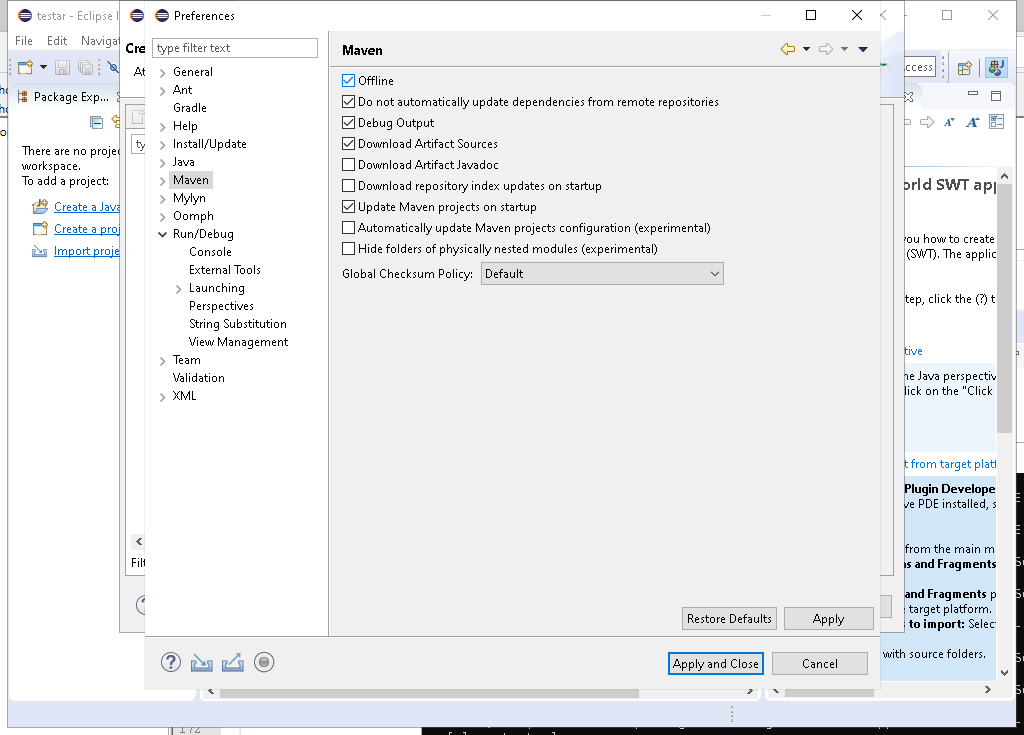 testar - Eclipse I
Preferences
File Edit Navigat
Cre
type filter text
Maven
At
ccess
Package Exp...
There are no projec
workspace.
To add a project:
Create a Java
Create a proj
Import proje
ty
Filt
General
Ant
Gradle
Help
Install/Update
Java
Maven
Mylyn
Oomph
Run/Debug
Console
External Tools
Launching
Perspectives
String Substitution
View Management
Team
Validation
XML
Offline
Do not automatically update dependencies from remote repositories
Debug Output
Download Artifact Sources
Download Artifact Javadoc
Download repository index updates on startup
Update Maven projects on startup
Automatically update Maven projects configuration (experimental)
Hide folders of physically nested modules (experimental)
Global Checksum Policy: Default
Restore Defaults Apply
Apply and Close Cancel
orld SWT app
you how to create
(SWT). The applic
tep, click the (?) t
tive
he Java perspectiv
lick on the "Click
t from target platf
Plugin Develope
ve PDE installed, s
from the main m
s and Fragments
and Fragments p
target platform.
s to import: Selec
with source folders.
172